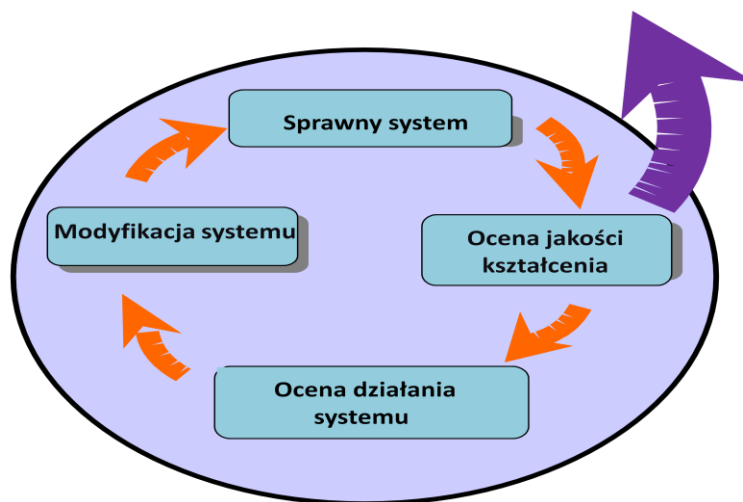 Sprawny system
Modyfikacja systemu
Ocena jakości
kształcenia
Ocena działania
systemu